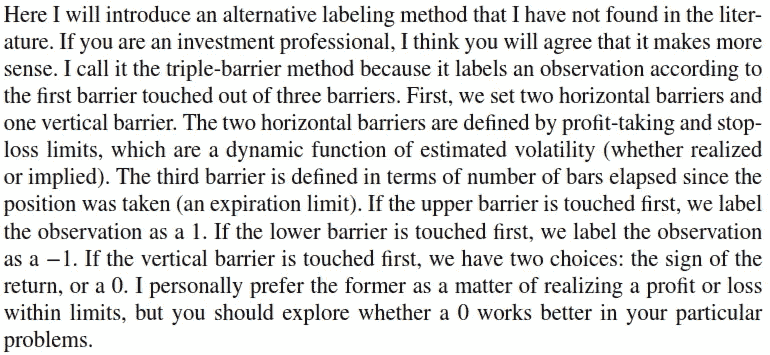 Here I will introduce an alternative labeling method that I have not found in the liter-
ature. If you are an investment professional, I think you will agree that it makes more
sense. I call it the triple-barrier method because it labels an observation according to
the first barrier touched out of three barriers. First, we set two horizontal barriers and
one vertical barrier. The two horizontal barriers are defined by profit-taking and stop-
loss limits, which are a dynamic function of estimated volatility (whether realized
or implied). The third barrier is defined in terms of number of bars elapsed since the
position was taken (an expiration limit). If the upper barrier is touched first, we label
the observation as a 1. If the lower barrier is touched first, we label the observation
as a −1. If the vertical barrier is touched first, we have two choices: the sign of the
return, or a 0. I personally prefer the former as a matter of realizing a profit or loss
within limits, but you should explore whether a 0 works better in your particular
problems.